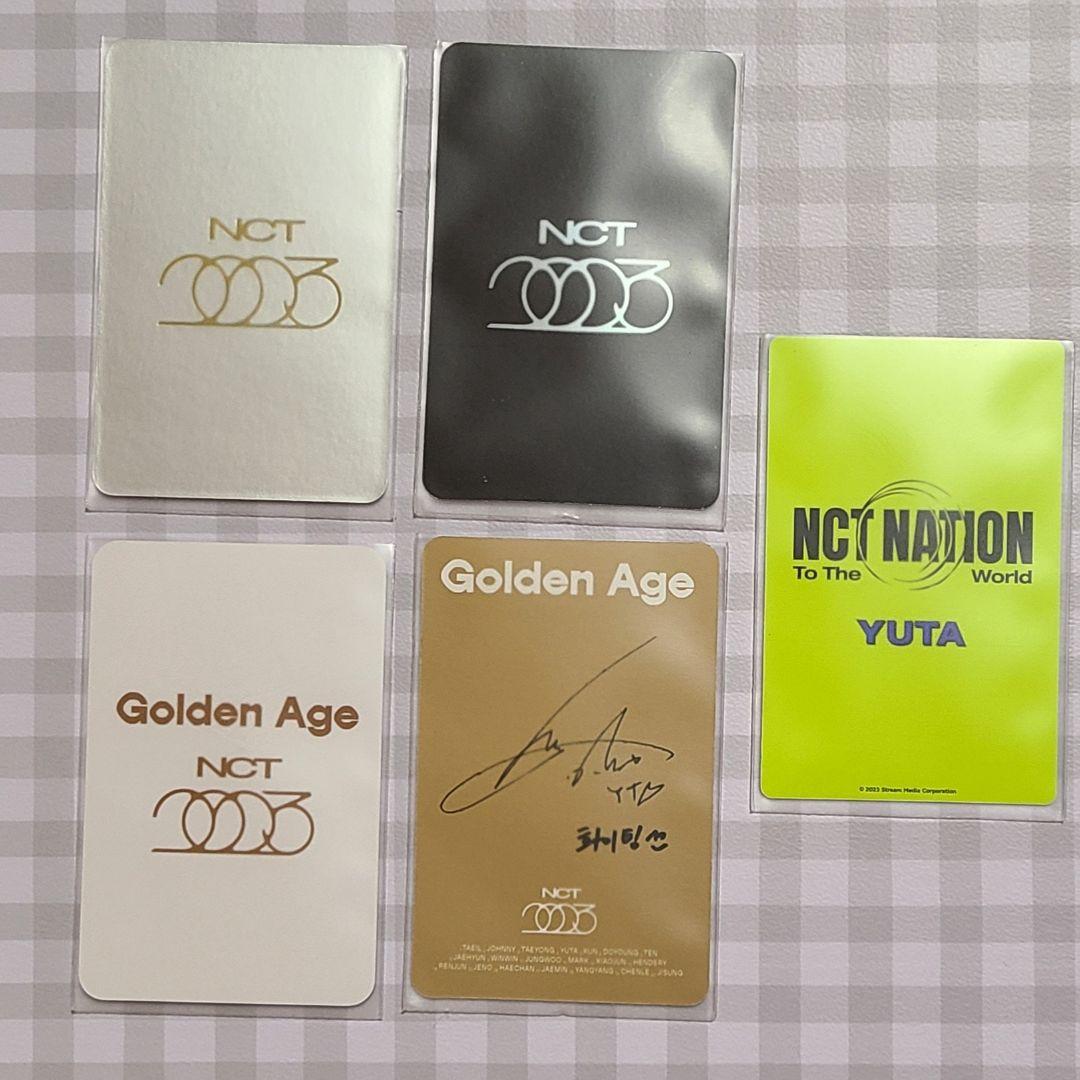 NCT
2023
NCT
2023
Golden Age
NCT
2023
Golden Age
YTN
화이팅
NCT
2023
TAEIL, JOHNNY, TAEYONG, YUTA, KUN, DOYOUNG, TEN
JAEHYUN, WINWIN, JUNGWOO, MARK, XIAOJUN, HENDERY
RENJUN, JENO, HAECHAN, JAEMIN, YANGYANG, CHENLE, JISUNG
NCT NATION
To The World
YUTA
© 2023 Stream Media Corporation